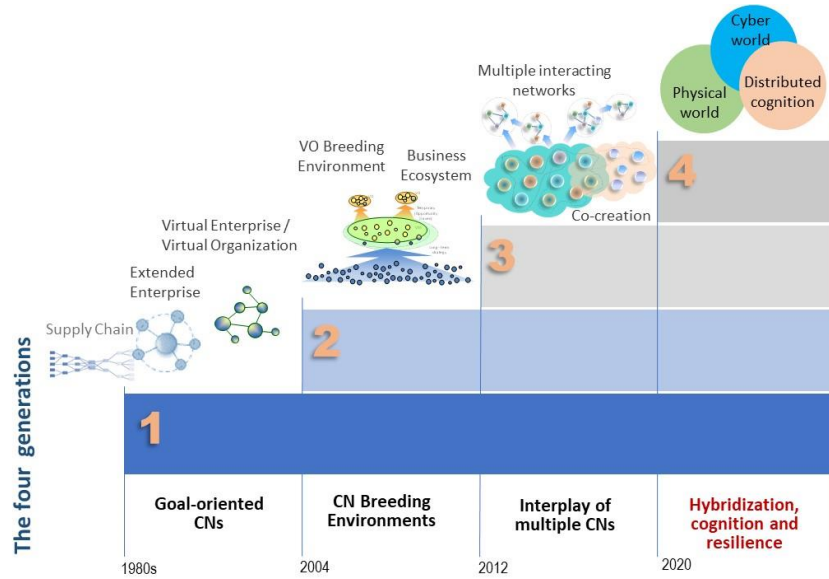 Cyber
world
Physical
world
Distributed
cognition
Multiple interacting
networks
VO Breeding
Environment
Business
Ecosystem
Co-creation
Virtual Enterprise /
Virtual Organization
Extended
Enterprise
Supply Chain
4
3
2
1
The four generations
Goal-oriented
CNs
CN Breeding
Environments
Interplay of
multiple CNs
Hybridization,
cognition and
resilience
1980s
2004
2012
2020